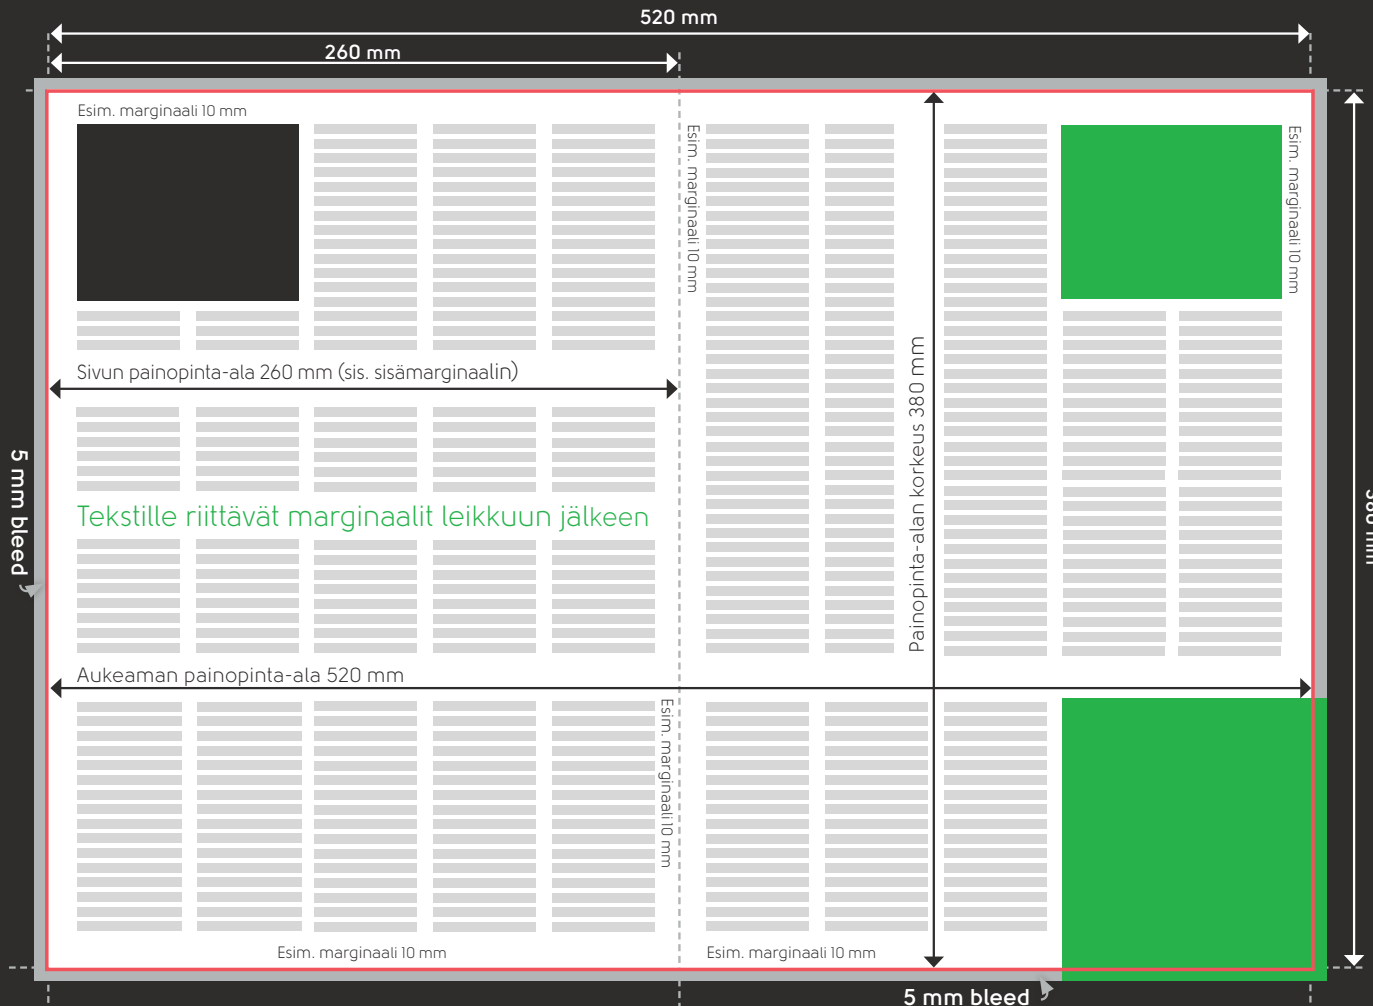 520 mm
260 mm
Esim. marginaali 10 mm
Esim. marginaali 10 mm
Esim. marginaali 10 mm
Sivun painopinta-ala 260 mm (sis. sisämarginaalin)
Painopinta-alan korkeus 380 mm
5 mm bleed
380 mm
Tekstille riittävät marginaalit leikkuun jälkeen
Aukeaman painopinta-ala 520 mm
Esim. marginaali 10 mm
Esim. marginaali 10 mm
Esim. marginaali 10 mm
5 mm bleed